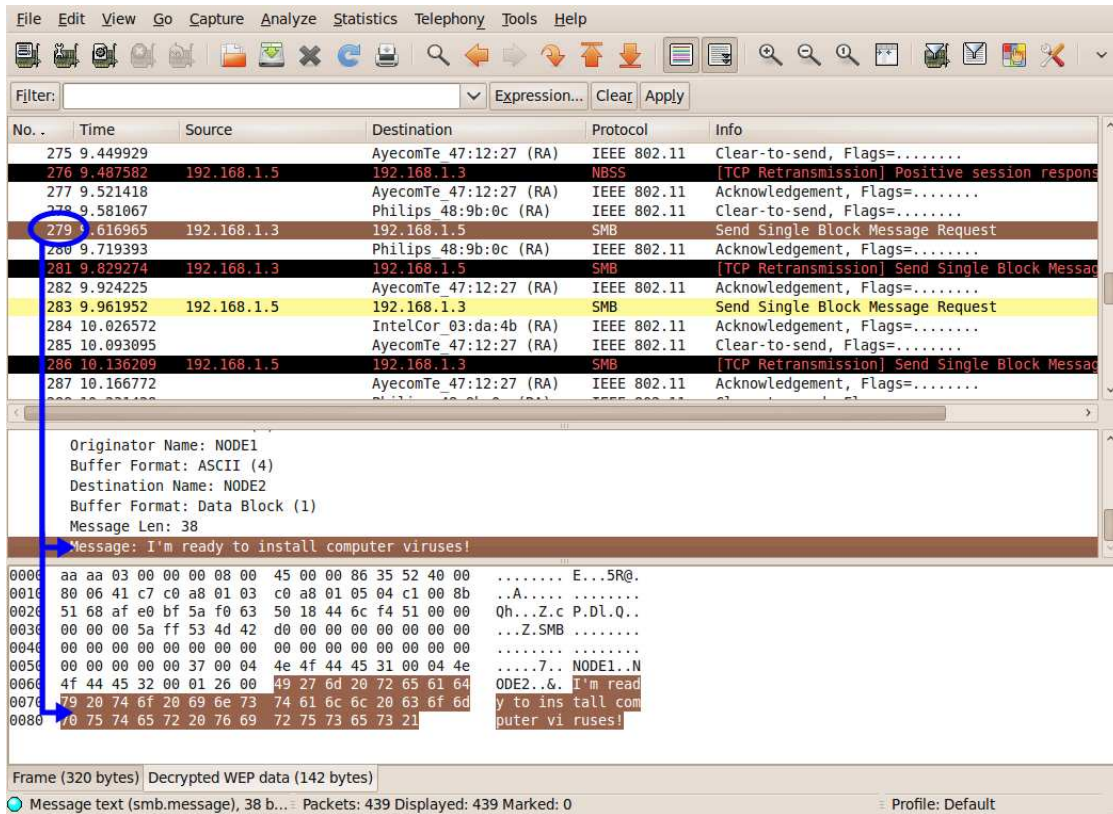 File Edit View Go Capture Analyze Statistics Telephony Tools Help
Filter: Expression... Clear Apply
No. . Time Source Destination Protocol Info
275 9.449929 AyecomTe_47:12:27 (RA) IEEE 802.11 Clear-to-send, Flags=........
276 9.487582 192.168.1.5 192.168.1.3 NBSS [TCP Retransmission] Positive session respons
277 9.521418 AyecomTe_47:12:27 (RA) IEEE 802.11 Acknowledgement, Flags=........
278 9.581067 Philips_48:9b:0c (RA) IEEE 802.11 Clear-to-send, Flags=........
279 9.616965 192.168.1.3 192.168.1.5 SMB Send Single Block Message Request
280 9.719393 Philips_48:9b:0c (RA) IEEE 802.11 Acknowledgement, Flags=........
281 9.829274 192.168.1.3 192.168.1.5 SMB [TCP Retransmission] Send Single Block Messag
282 9.924225 AyecomTe_47:12:27 (RA) IEEE 802.11 Acknowledgement, Flags=........
283 9.961952 192.168.1.5 192.168.1.3 SMB Send Single Block Message Request
284 10.026572 IntelCor_03:da:4b (RA) IEEE 802.11 Acknowledgement, Flags=........
285 10.093095 AyecomTe_47:12:27 (RA) IEEE 802.11 Clear-to-send, Flags=........
286 10.136209 192.168.1.5 192.168.1.3 SMB [TCP Retransmission] Send Single Block Messag
287 10.166772 AyecomTe_47:12:27 (RA) IEEE 802.11 Acknowledgement, Flags=........
Originator Name: NODE1
Buffer Format: ASCII (4)
Destination Name: NODE2
Buffer Format: Data Block (1)
Message Len: 38
Message: I'm ready to install computer viruses!
0000 aa aa 03 00 00 00 08 00 45 00 00 86 35 52 40 00 ........ E...5R@.
0010 80 06 41 c7 c0 a8 01 03 c0 a8 01 05 04 c1 00 8b ..A..... ........
0020 51 68 af e0 bf 5a f0 63 50 18 44 6c f4 51 00 00 Qh...Z.c P.Dl.Q..
0030 00 00 00 5a ff 53 4d 42 d0 00 00 00 00 00 00 00 ...Z.SMB ........
0040 00 00 00 00 00 00 00 00 00 00 00 00 00 00 00 00 ........ ........
0050 00 00 00 00 00 37 00 04 4e 4f 44 45 31 00 04 4e .....7.. NODE1..N
0060 4f 44 45 32 00 01 26 00 49 27 6d 20 72 65 61 64 ODE2..&. I'm read
0070 79 20 74 6f 20 69 6e 73 74 61 6c 6c 20 63 6f 6d y to ins tall com
0080 70 75 74 65 72 20 76 69 72 75 73 65 73 21 puter vi ruses!
Frame (320 bytes) Decrypted WEP data (142 bytes)
Message text (smb.message), 38 b... Packets: 439 Displayed: 439 Marked: 0 Profile: Default